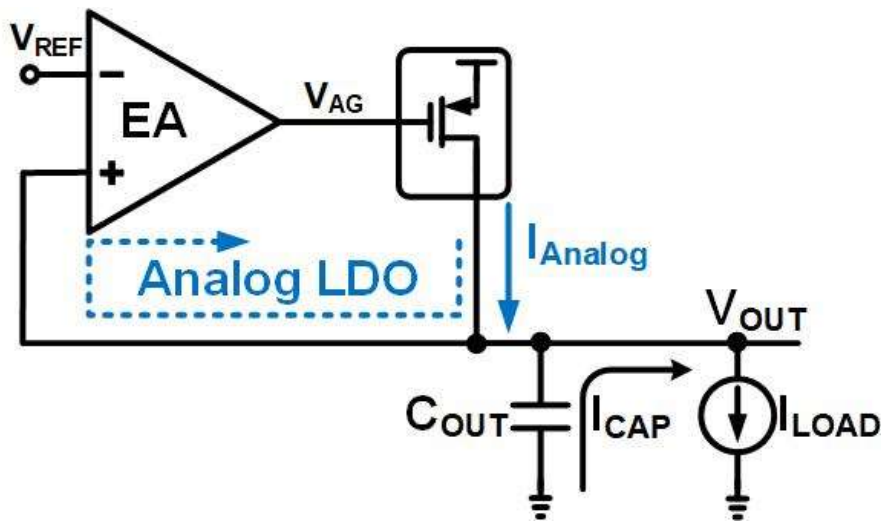 VREF
−
EA
+
VAG
IAnalog
Analog LDO
VOUT
COUT
ICAP
ILOAD